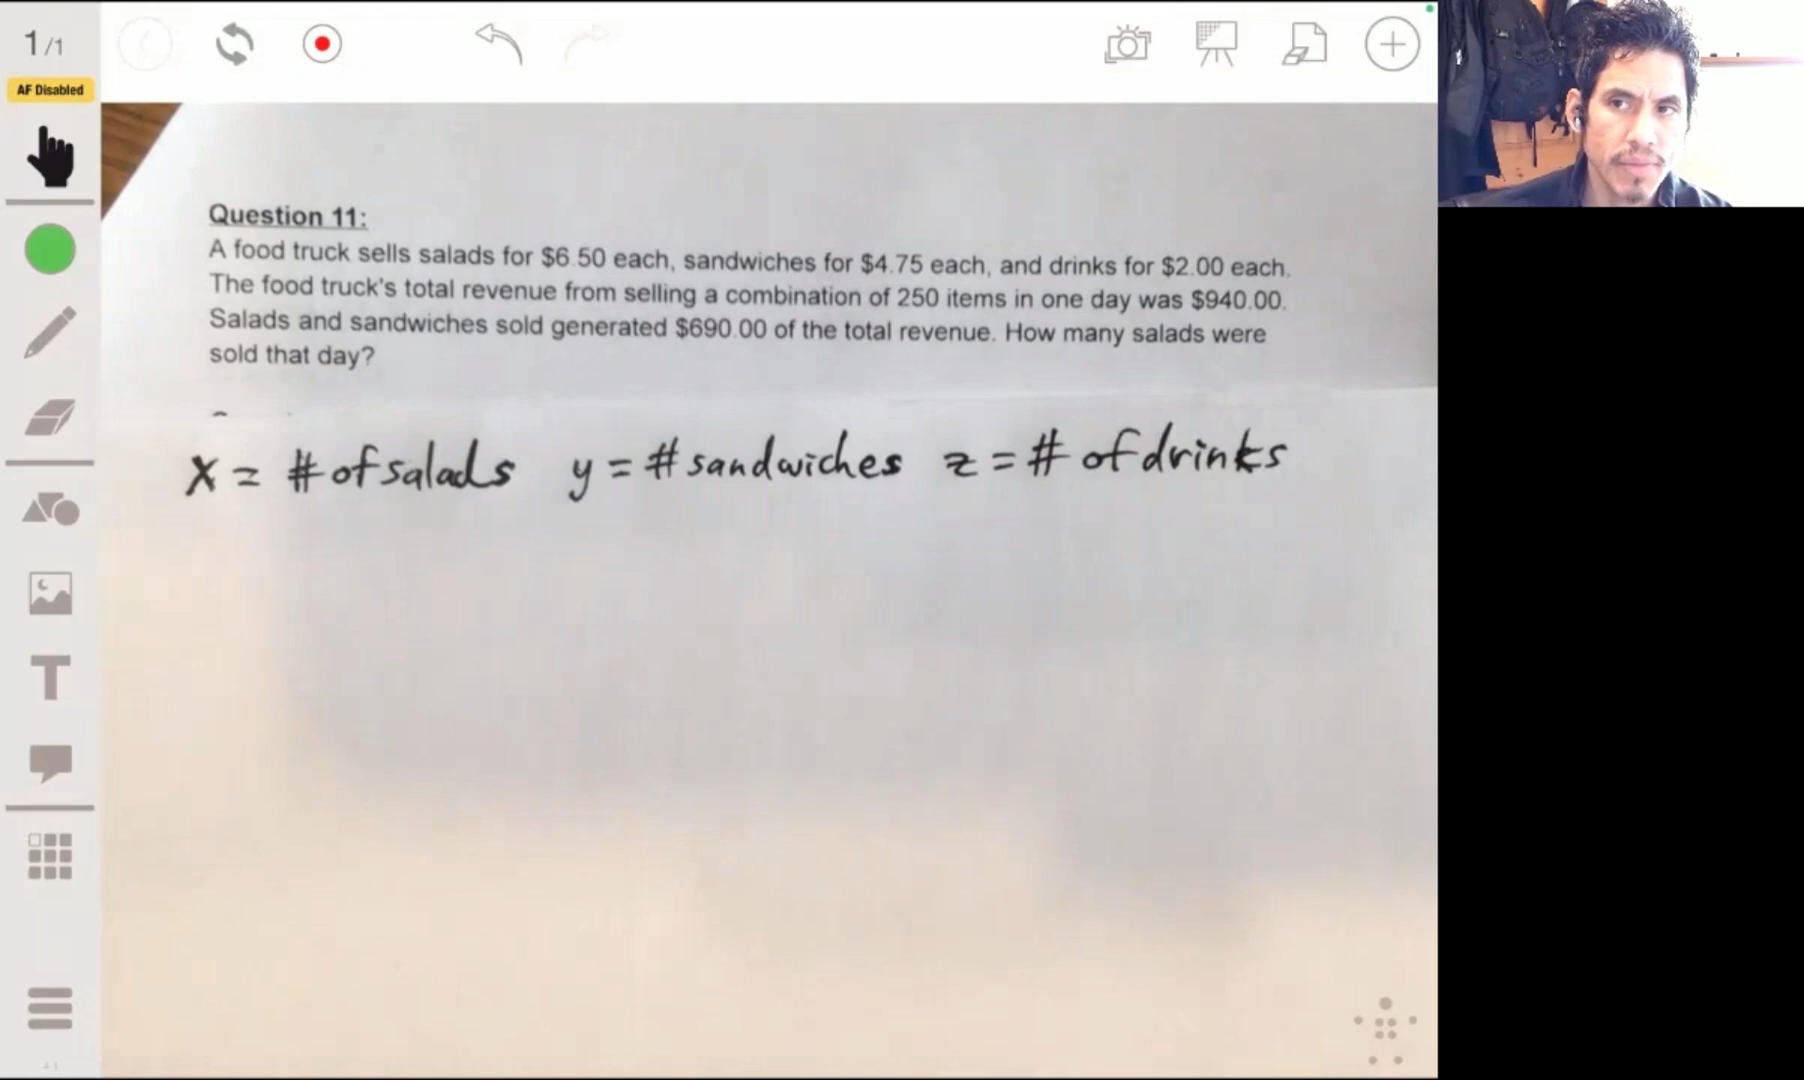 1/1
AF Disabled
Question 11:
A food truck sells salads for $6.50 each, sandwiches for $4.75 each, and drinks for $2.00 each.
The food truck's total revenue from selling a combination of 250 items in one day was $940.00.
Salads and sandwiches sold generated $690.00 of the total revenue. How many salads were
sold that day?
x = # of salads y = # sandwiches z = # of drinks
T